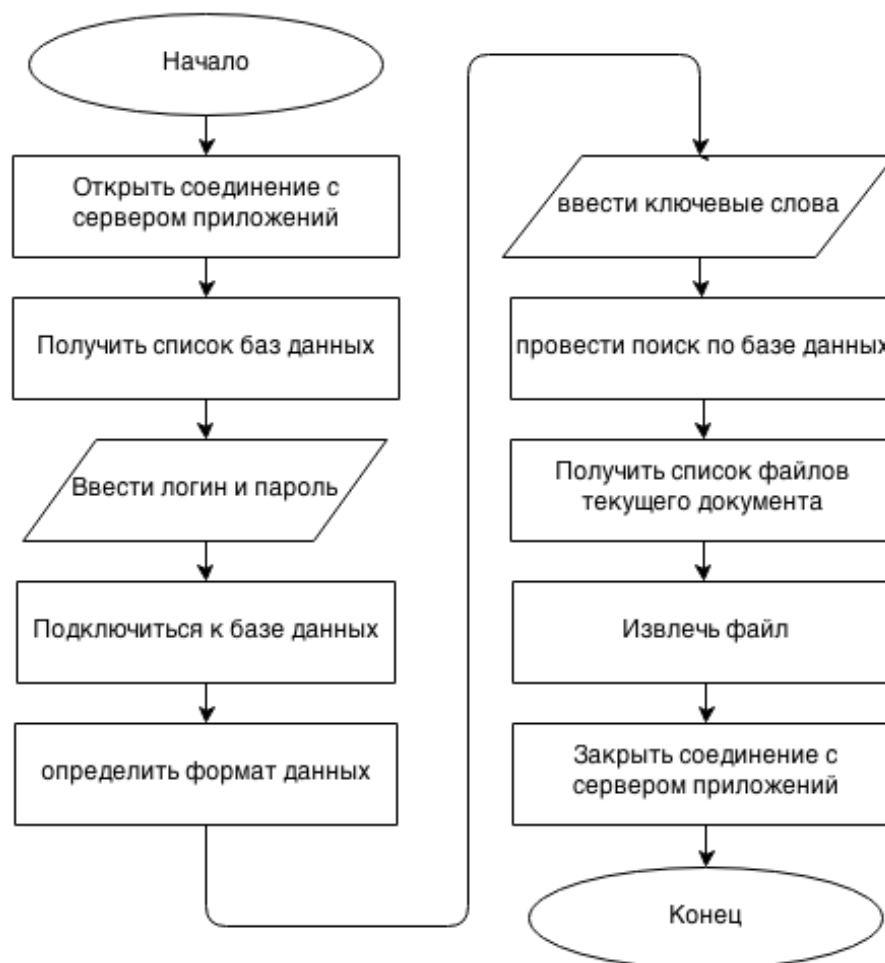 Начало
Открыть соединение с
сервером приложений
Получить список баз данных
Ввести логин и пароль
Подключиться к базе данных
определить формат данных
ввести ключевые слова
провести поиск по базе данных
Получить список файлов
текущего документа
Извлечь файл
Закрыть соединение с
сервером приложений
Конец